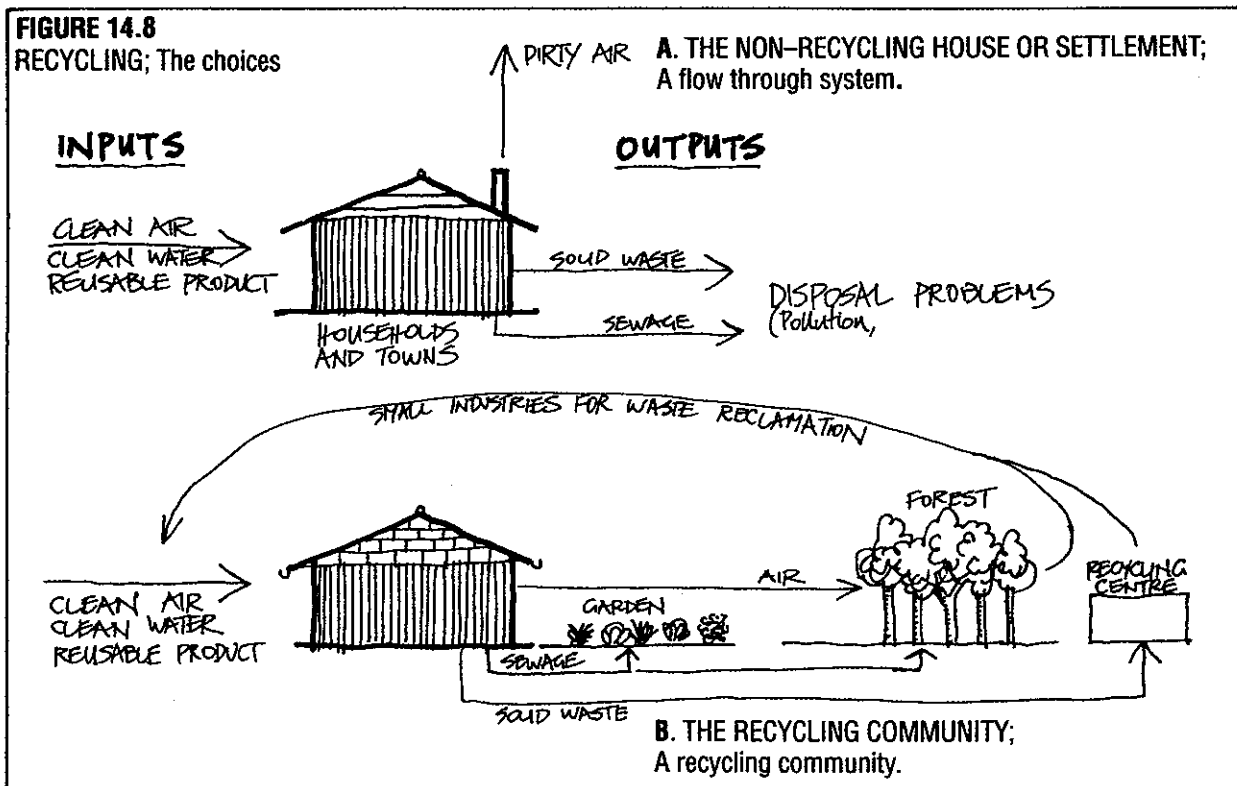 FIGURE 14.8
RECYCLING; The choices
DIRTY AIR
A. THE NON–RECYCLING HOUSE OR SETTLEMENT;
A flow through system.
INPUTS
OUTPUTS
CLEAN AIR
CLEAN WATER
REUSABLE PRODUCT
HOUSEHOLDS
AND TOWNS
SOLID WASTE
SEWAGE
DISPOSAL PROBLEMS
(Pollution,
SMALL INDUSTRIES FOR WASTE RECLAMATION
CLEAN AIR
CLEAN WATER
REUSABLE PRODUCT
AIR
GARDEN
FOREST
RECYCLING
CENTRE
SEWAGE
SOLID WASTE
B. THE RECYCLING COMMUNITY;
A recycling community.